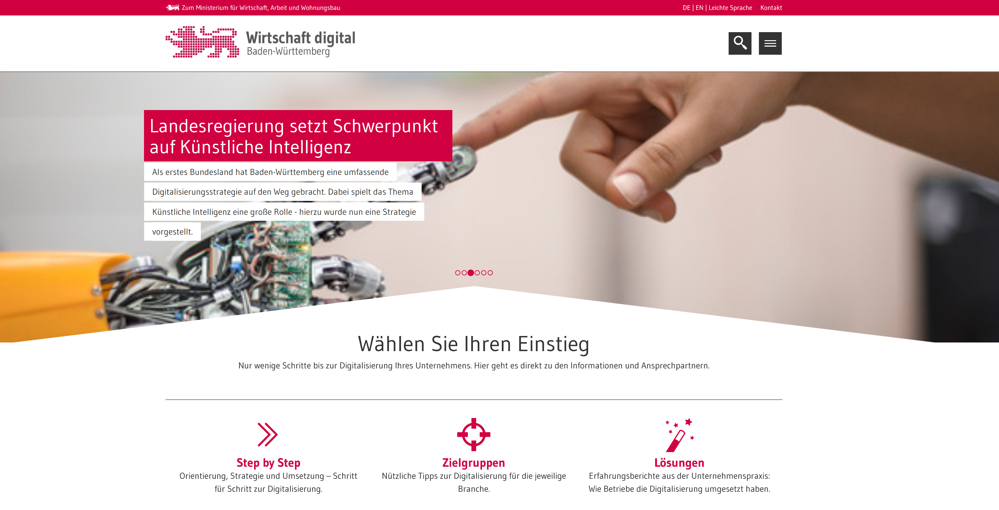 Zum Ministerium für Wirtschaft, Arbeit und Wohnungsbau
DE | EN | Leichte Sprache Kontakt
Wirtschaft digital
Baden-Württemberg
Landesregierung setzt Schwerpunkt
auf Künstliche Intelligenz
Als erstes Bundesland hat Baden-Württemberg eine umfassende
Digitalisierungsstrategie auf den Weg gebracht. Dabei spielt das Thema
Künstliche Intelligenz eine große Rolle - hierzu wurde nun eine Strategie
vorgestellt.
Wählen Sie Ihren Einstieg
Nur wenige Schritte bis zur Digitalisierung Ihres Unternehmens. Hier geht es direkt zu den Informationen und Ansprechpartnern.
Step by Step
Orientierung, Strategie und Umsetzung – Schritt
für Schritt zur Digitalisierung.
Zielgruppen
Nützliche Tipps zur Digitalisierung für die jeweilige
Branche.
Lösungen
Erfahrungsberichte aus der Unternehmenspraxis:
Wie Betriebe die Digitalisierung umgesetzt haben.